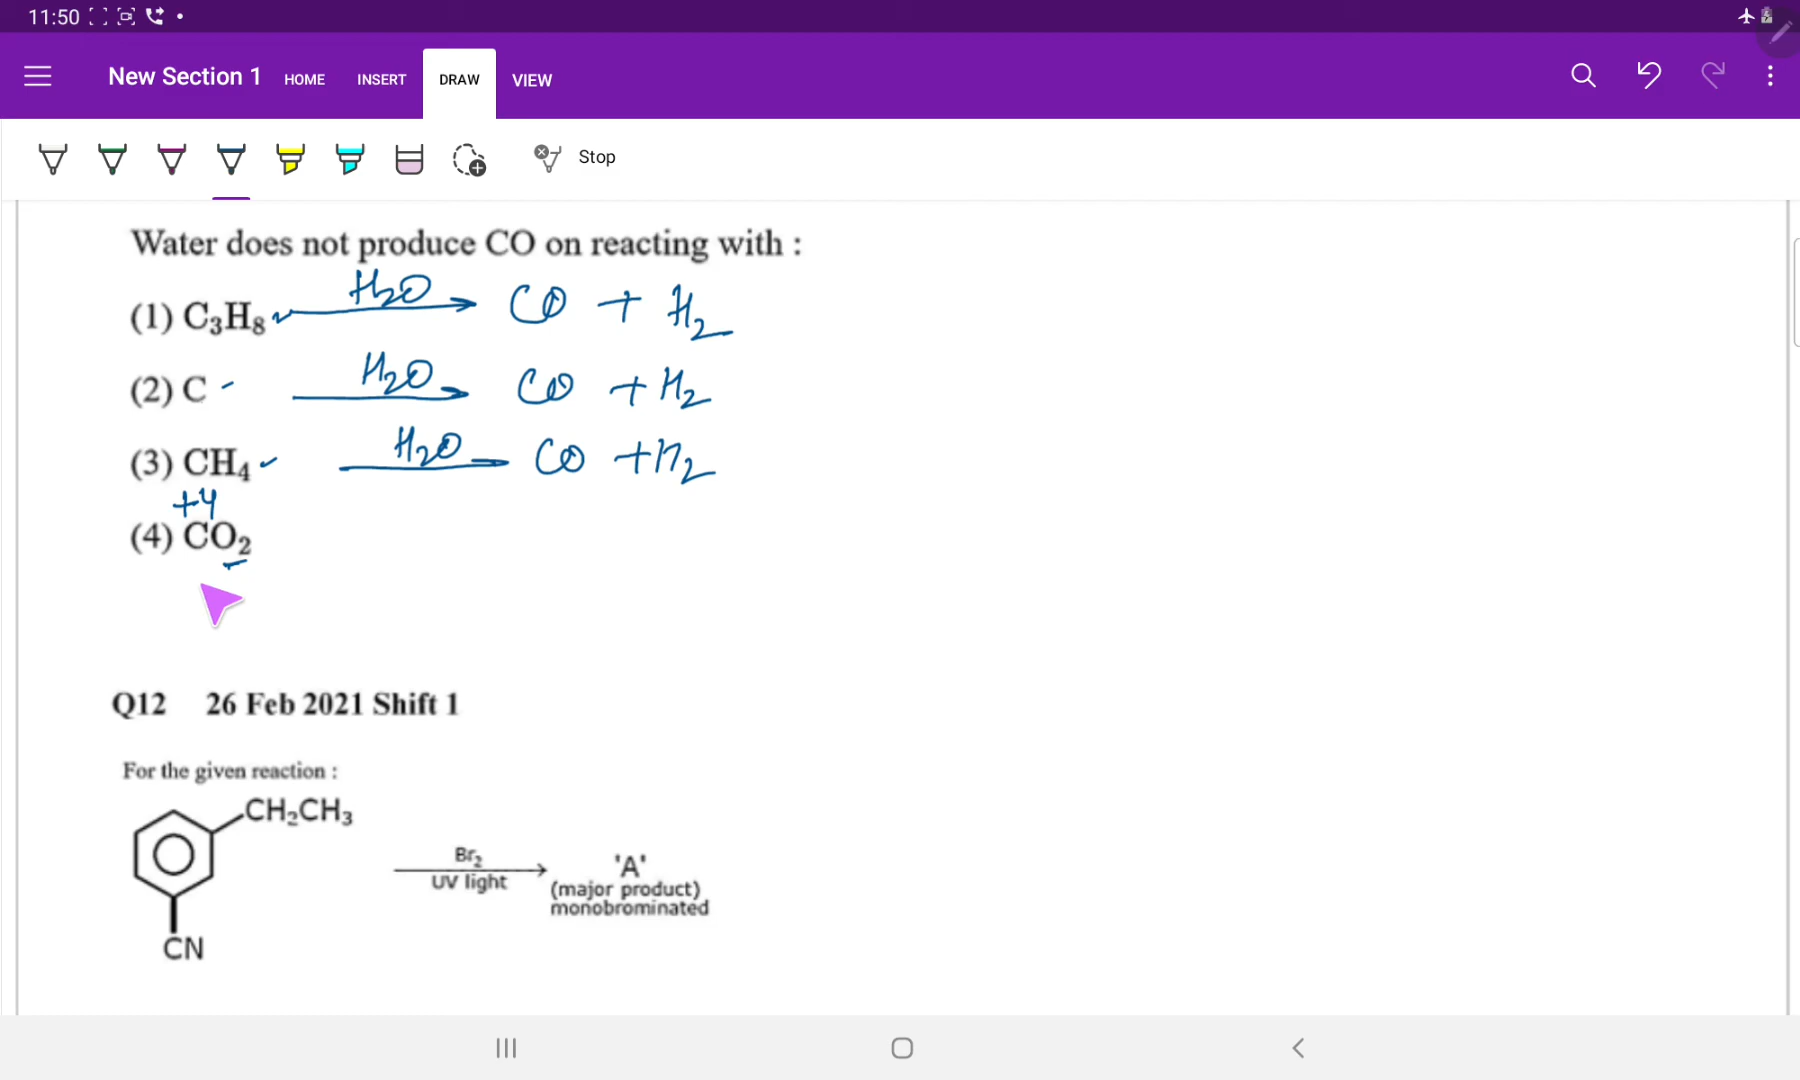 11:50
New Section 1 HOME INSERT DRAW VIEW
Stop
Water does not produce CO on reacting with :
(1) C₃H₈ H₂O CO + H₂
(2) C H₂O CO + H₂
(3) CH₄ H₂O CO + H₂
+4
(4) CO₂
Q12 26 Feb 2021 Shift 1
For the given reaction :
CH₂CH₃
Br₂
UV light
'A'
(major product)
monobrominated
CN